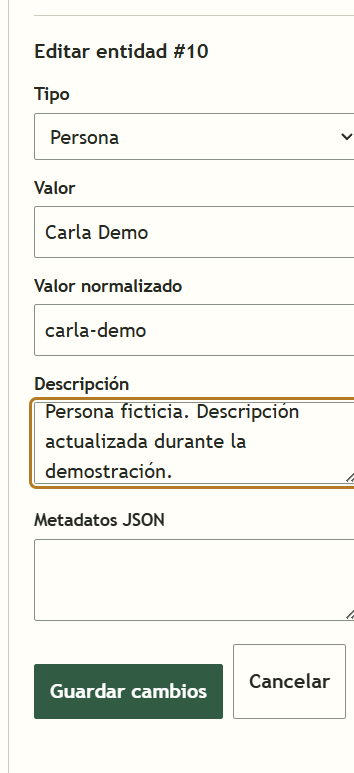 Editar entidad #10
Tipo
Persona
Valor
Carla Demo
Valor normalizado
carla-demo
Descripción
Persona ficticia. Descripción
actualizada durante la
demostración.
Metadatos JSON
Guardar cambios
Cancelar